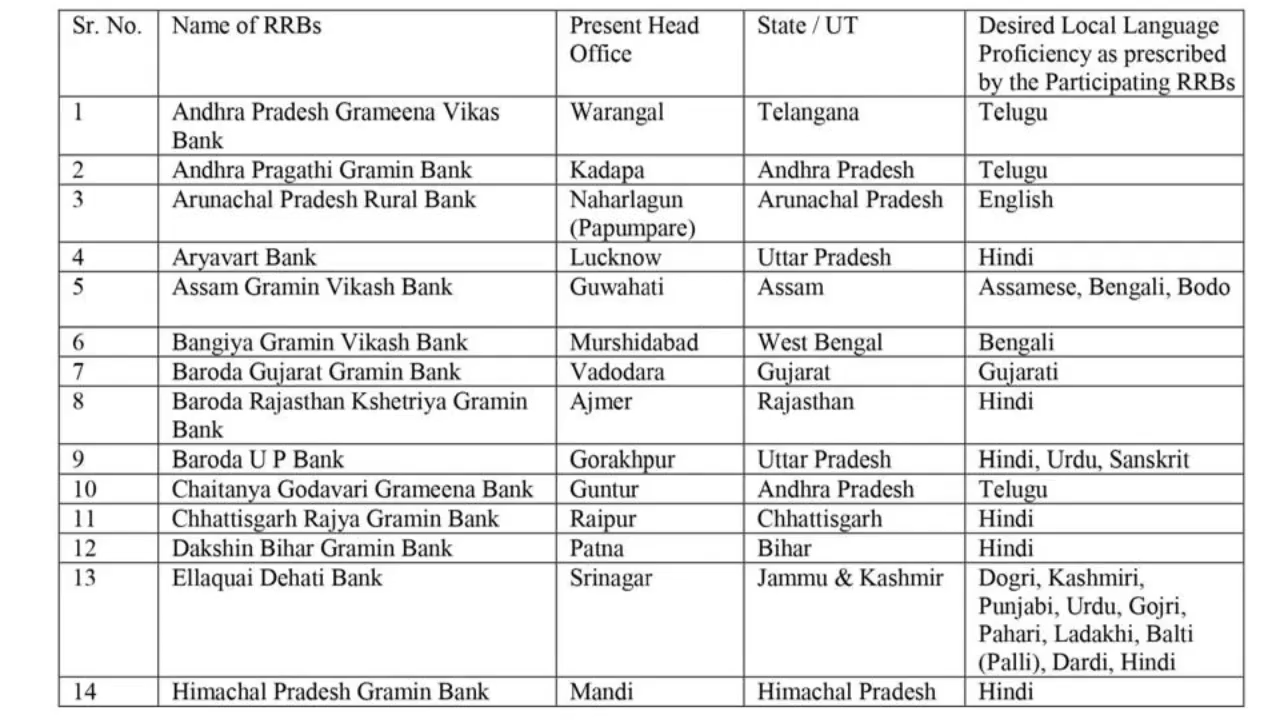 Sr. No. Name of RRBs Present Head Office State / UT Desired Local Language Proficiency as prescribed by the Participating RRBs
1 Andhra Pradesh Grameena Vikas Bank Warangal Telangana Telugu
2 Andhra Pragathi Gramin Bank Kadapa Andhra Pradesh Telugu
3 Arunachal Pradesh Rural Bank Naharlagun (Papumpare) Arunachal Pradesh English
4 Aryavart Bank Lucknow Uttar Pradesh Hindi
5 Assam Gramin Vikash Bank Guwahati Assam Assamese, Bengali, Bodo
6 Bangiya Gramin Vikash Bank Murshidabad West Bengal Bengali
7 Baroda Gujarat Gramin Bank Vadodara Gujarat Gujarati
8 Baroda Rajasthan Kshetriya Gramin Bank Ajmer Rajasthan Hindi
9 Baroda U P Bank Gorakhpur Uttar Pradesh Hindi, Urdu, Sanskrit
10 Chaitanya Godavari Grameena Bank Guntur Andhra Pradesh Telugu
11 Chhattisgarh Rajya Gramin Bank Raipur Chhattisgarh Hindi
12 Dakshin Bihar Gramin Bank Patna Bihar Hindi
13 Ellaquai Dehati Bank Srinagar Jammu & Kashmir Dogri, Kashmiri, Punjabi, Urdu, Gojri, Pahari, Ladakhi, Balti (Palli), Dardi, Hindi
14 Himachal Pradesh Gramin Bank Mandi Himachal Pradesh Hindi